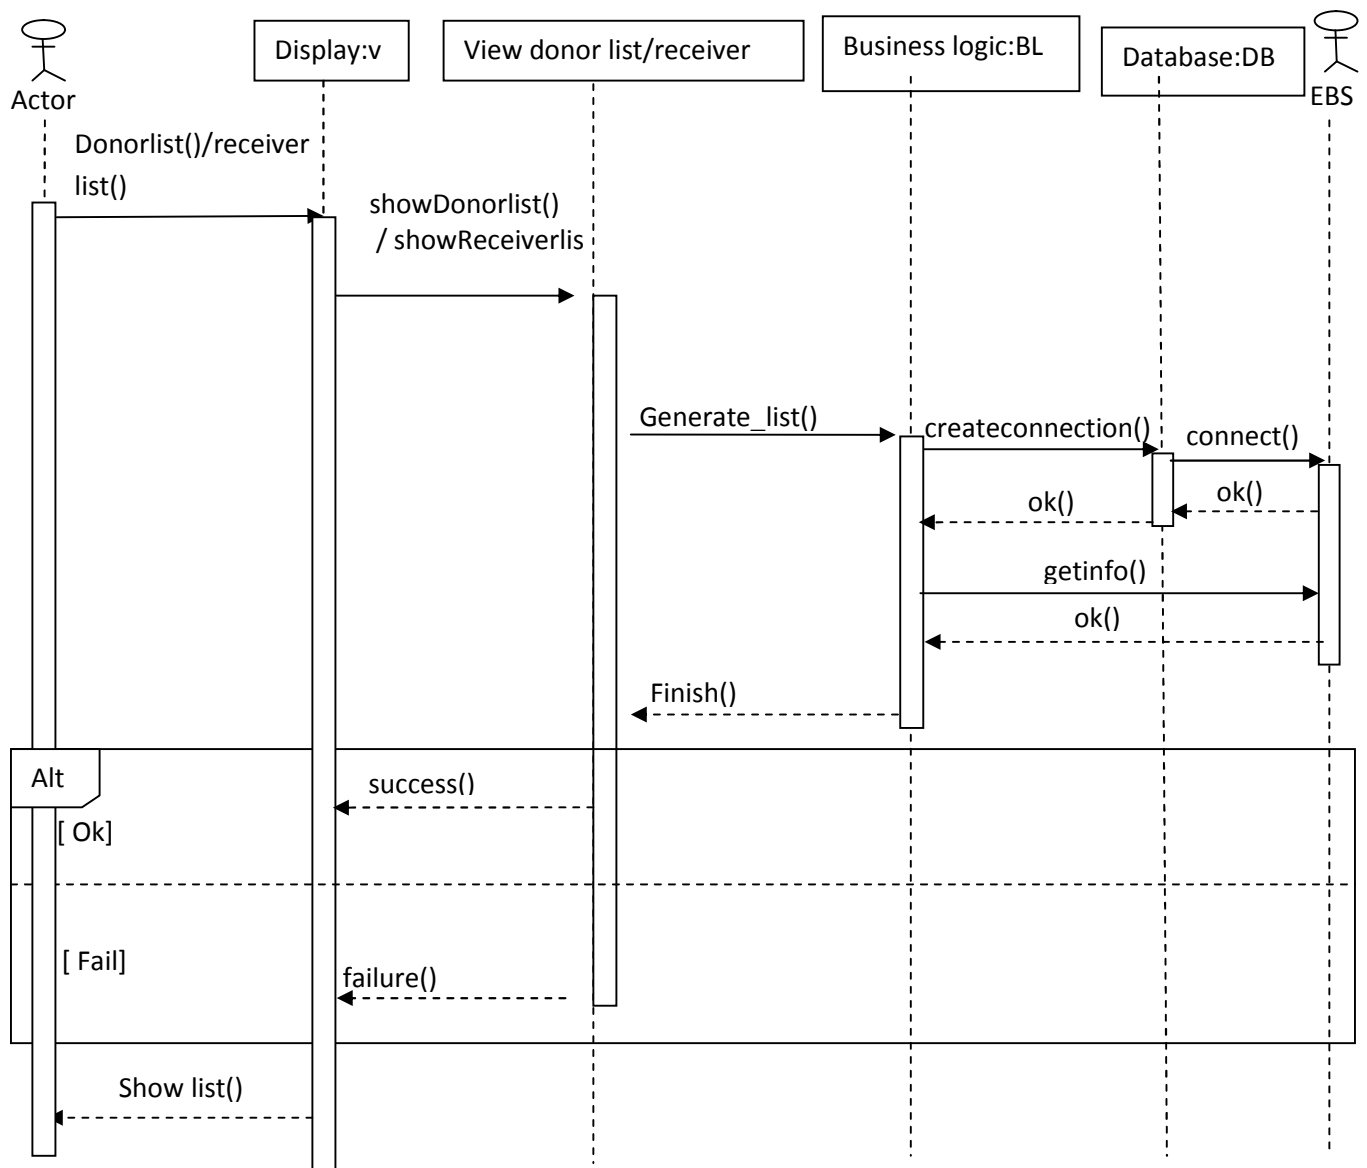 Display:v
View donor list/receiver
Business logic:BL
Database:DB
Actor
EBS
Donorlist()/receiver
list()
showDonorlist()
/ showReceiverlis
Generate_list()
createconnection()
connect()
ok()
ok()
getinfo()
ok()
Finish()
Alt
success()
[ Ok]
[ Fail]
failure()
Show list()